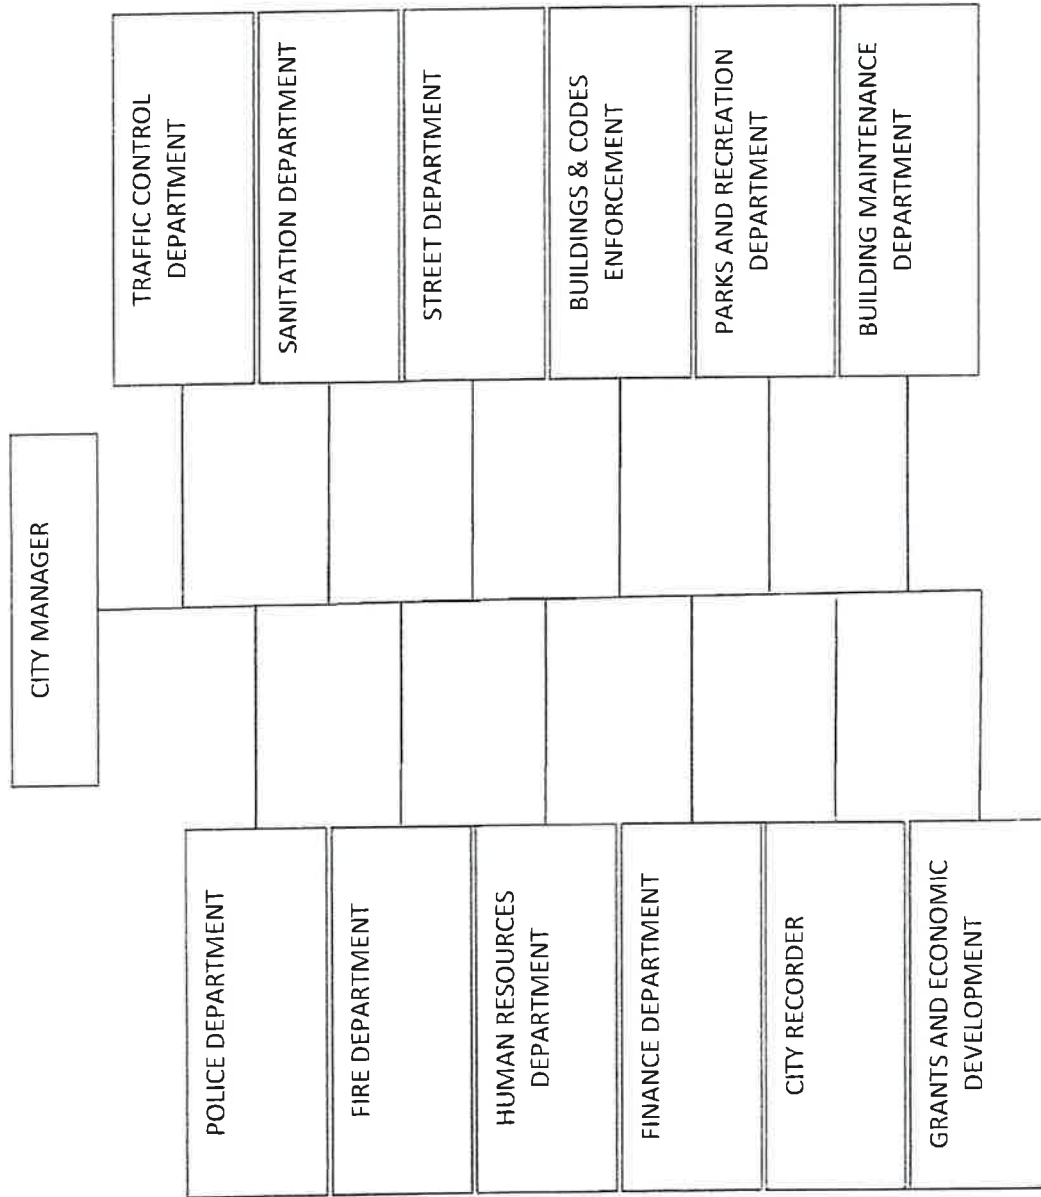 CITY MANAGER
POLICE DEPARTMENT
FIRE DEPARTMENT
HUMAN RESOURCES
DEPARTMENT
FINANCE DEPARTMENT
CITY RECORDER
GRANTS AND ECONOMIC
DEVELOPMENT
TRAFFIC CONTROL
DEPARTMENT
SANITATION DEPARTMENT
STREET DEPARTMENT
BUILDINGS & CODES
ENFORCEMENT
PARKS AND RECREATION
DEPARTMENT
BUILDING MAINTENANCE
DEPARTMENT